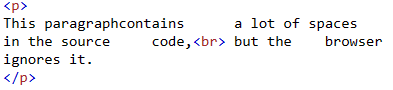 <p>
This paragraphcontains      a lot of spaces
in the source     code,<br> but the    browser
ignores it.
</p>